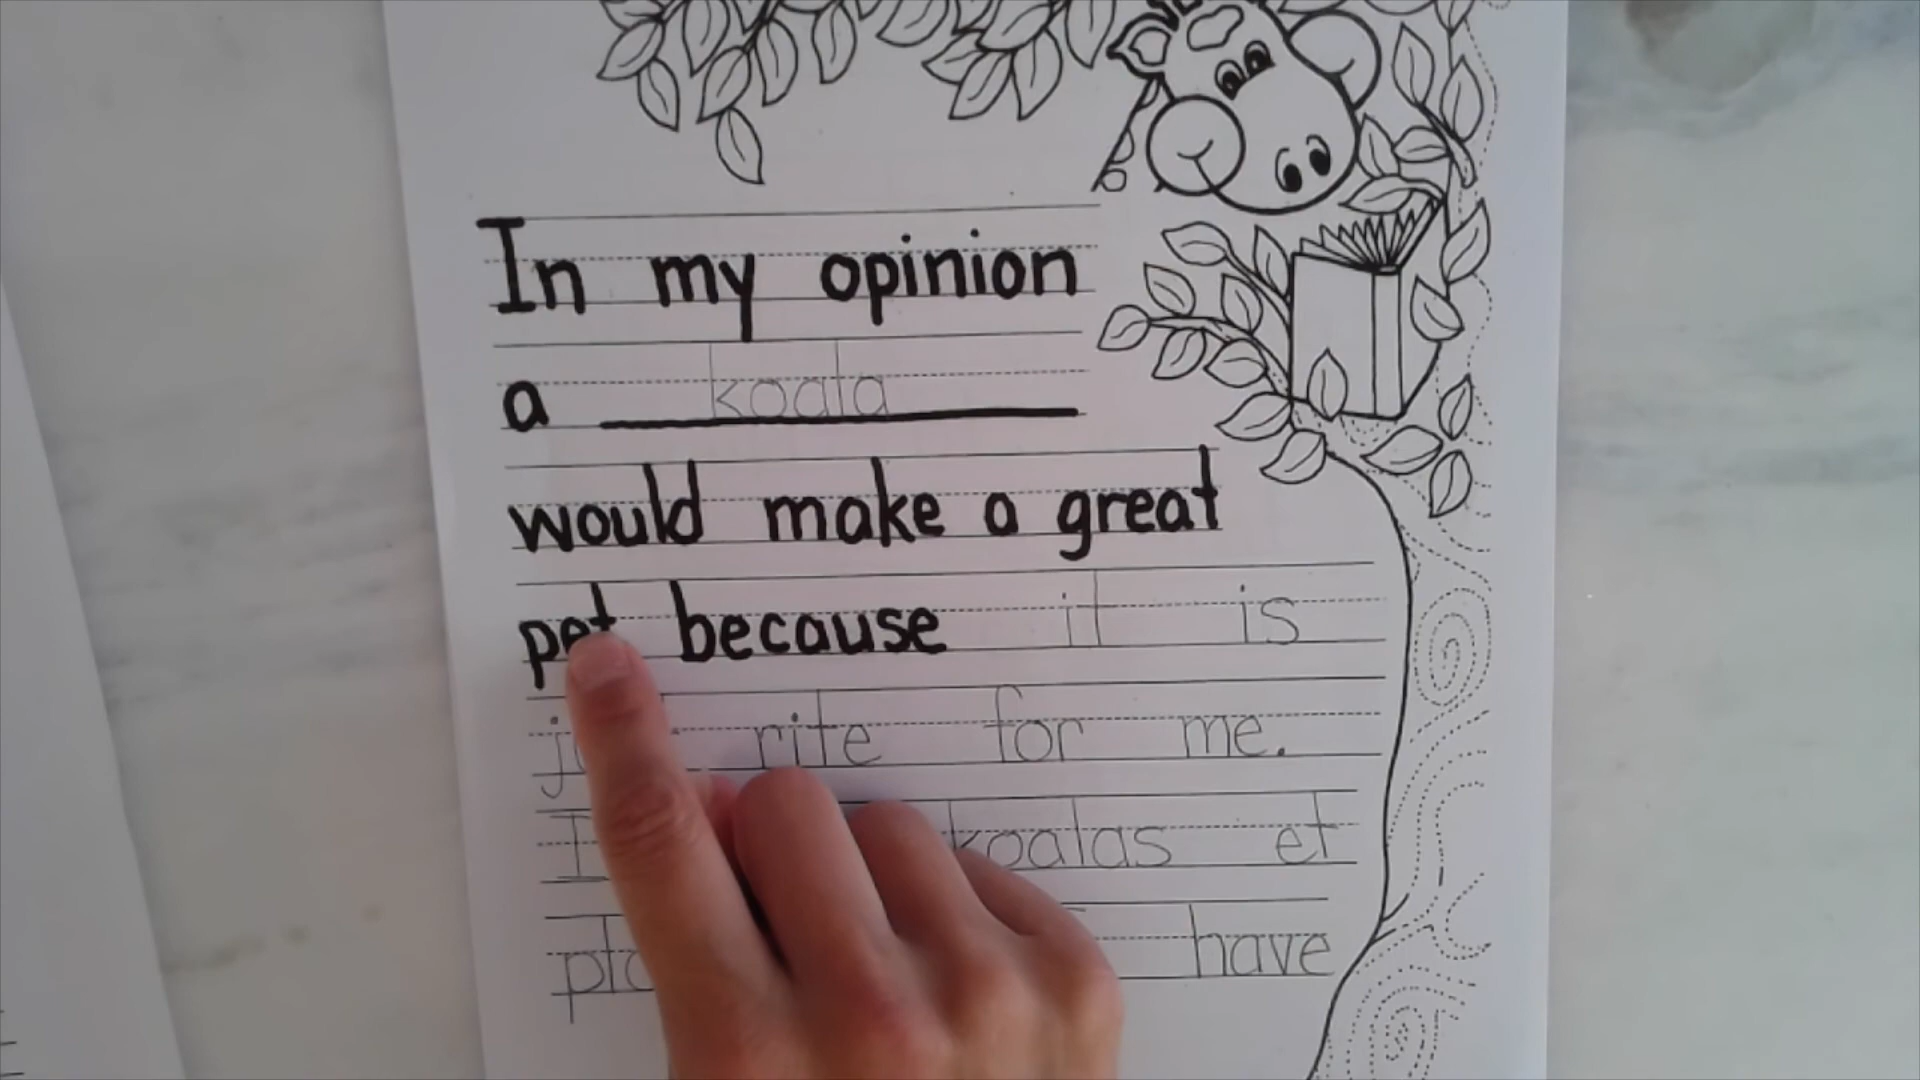 In my opinion
a koala
would make a great
pet because it is
rite for me.
I koalas et
have